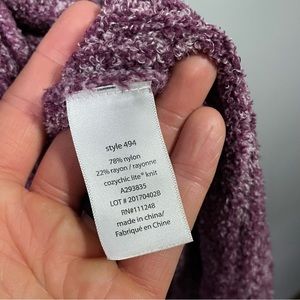 style 494
78% nylon
22% rayon / rayonne
cozychic lite® knit
A293835
LOT # 20170402B
RN#111248
made in china/
Fabriqué en Chine